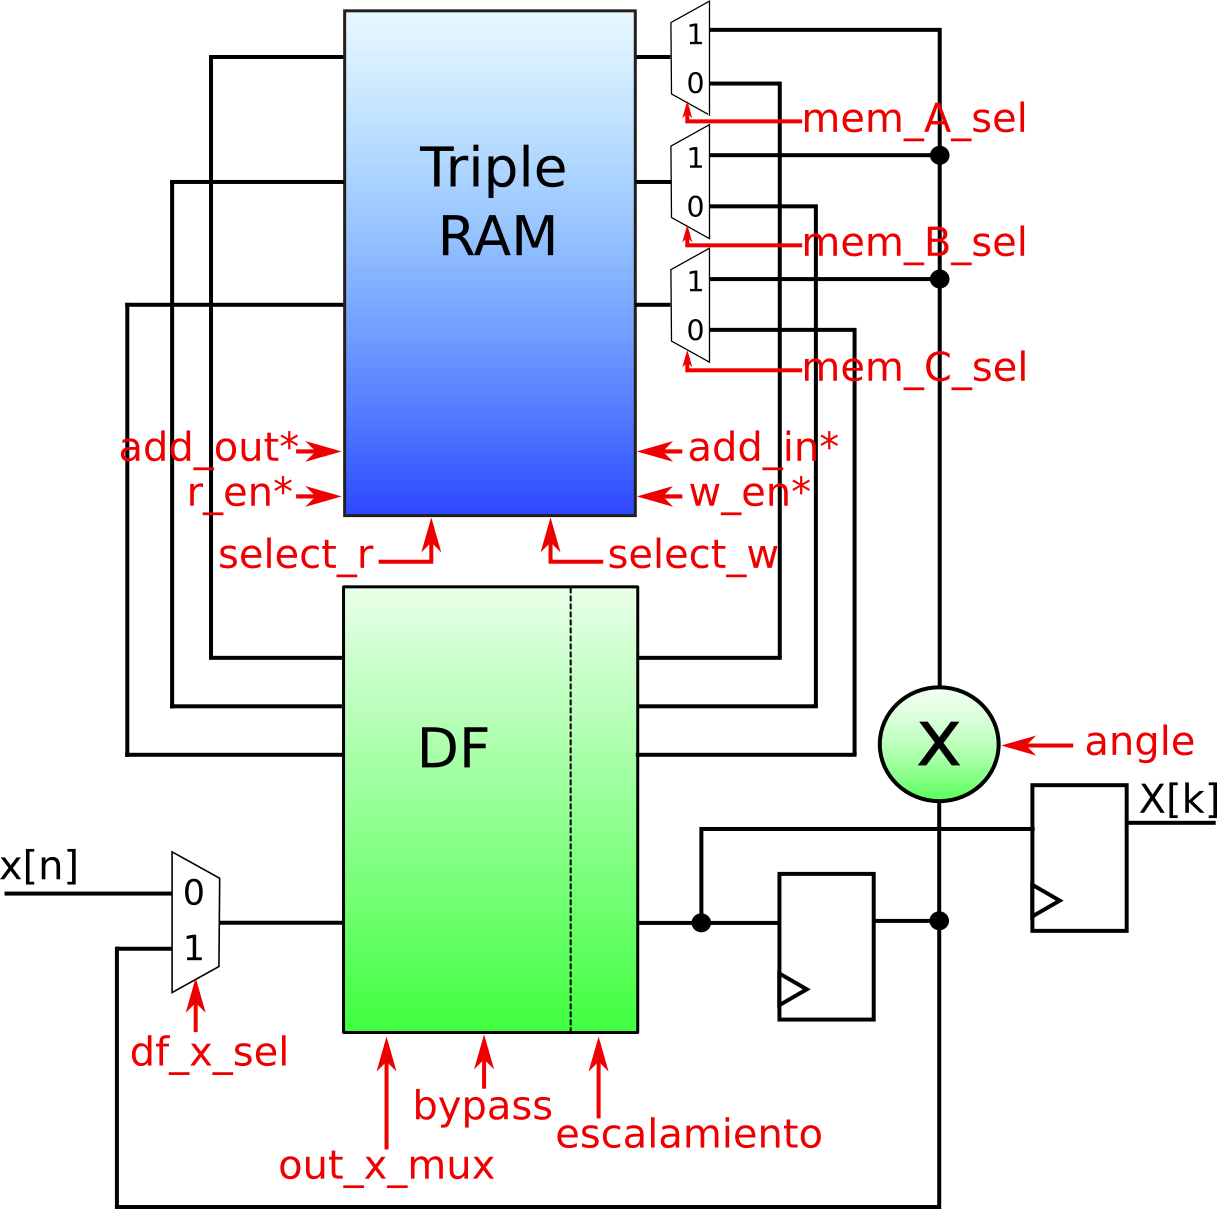 1
0
mem_A_sel
Triple
RAM
1
0
mem_B_sel
1
0
mem_C_sel
add_out*
add_in*
r_en*
w_en*
select_r
select_w
DF
X
angle
X[k]
x[n]
0
1
df_x_sel
bypass
escalamiento
out_x_mux